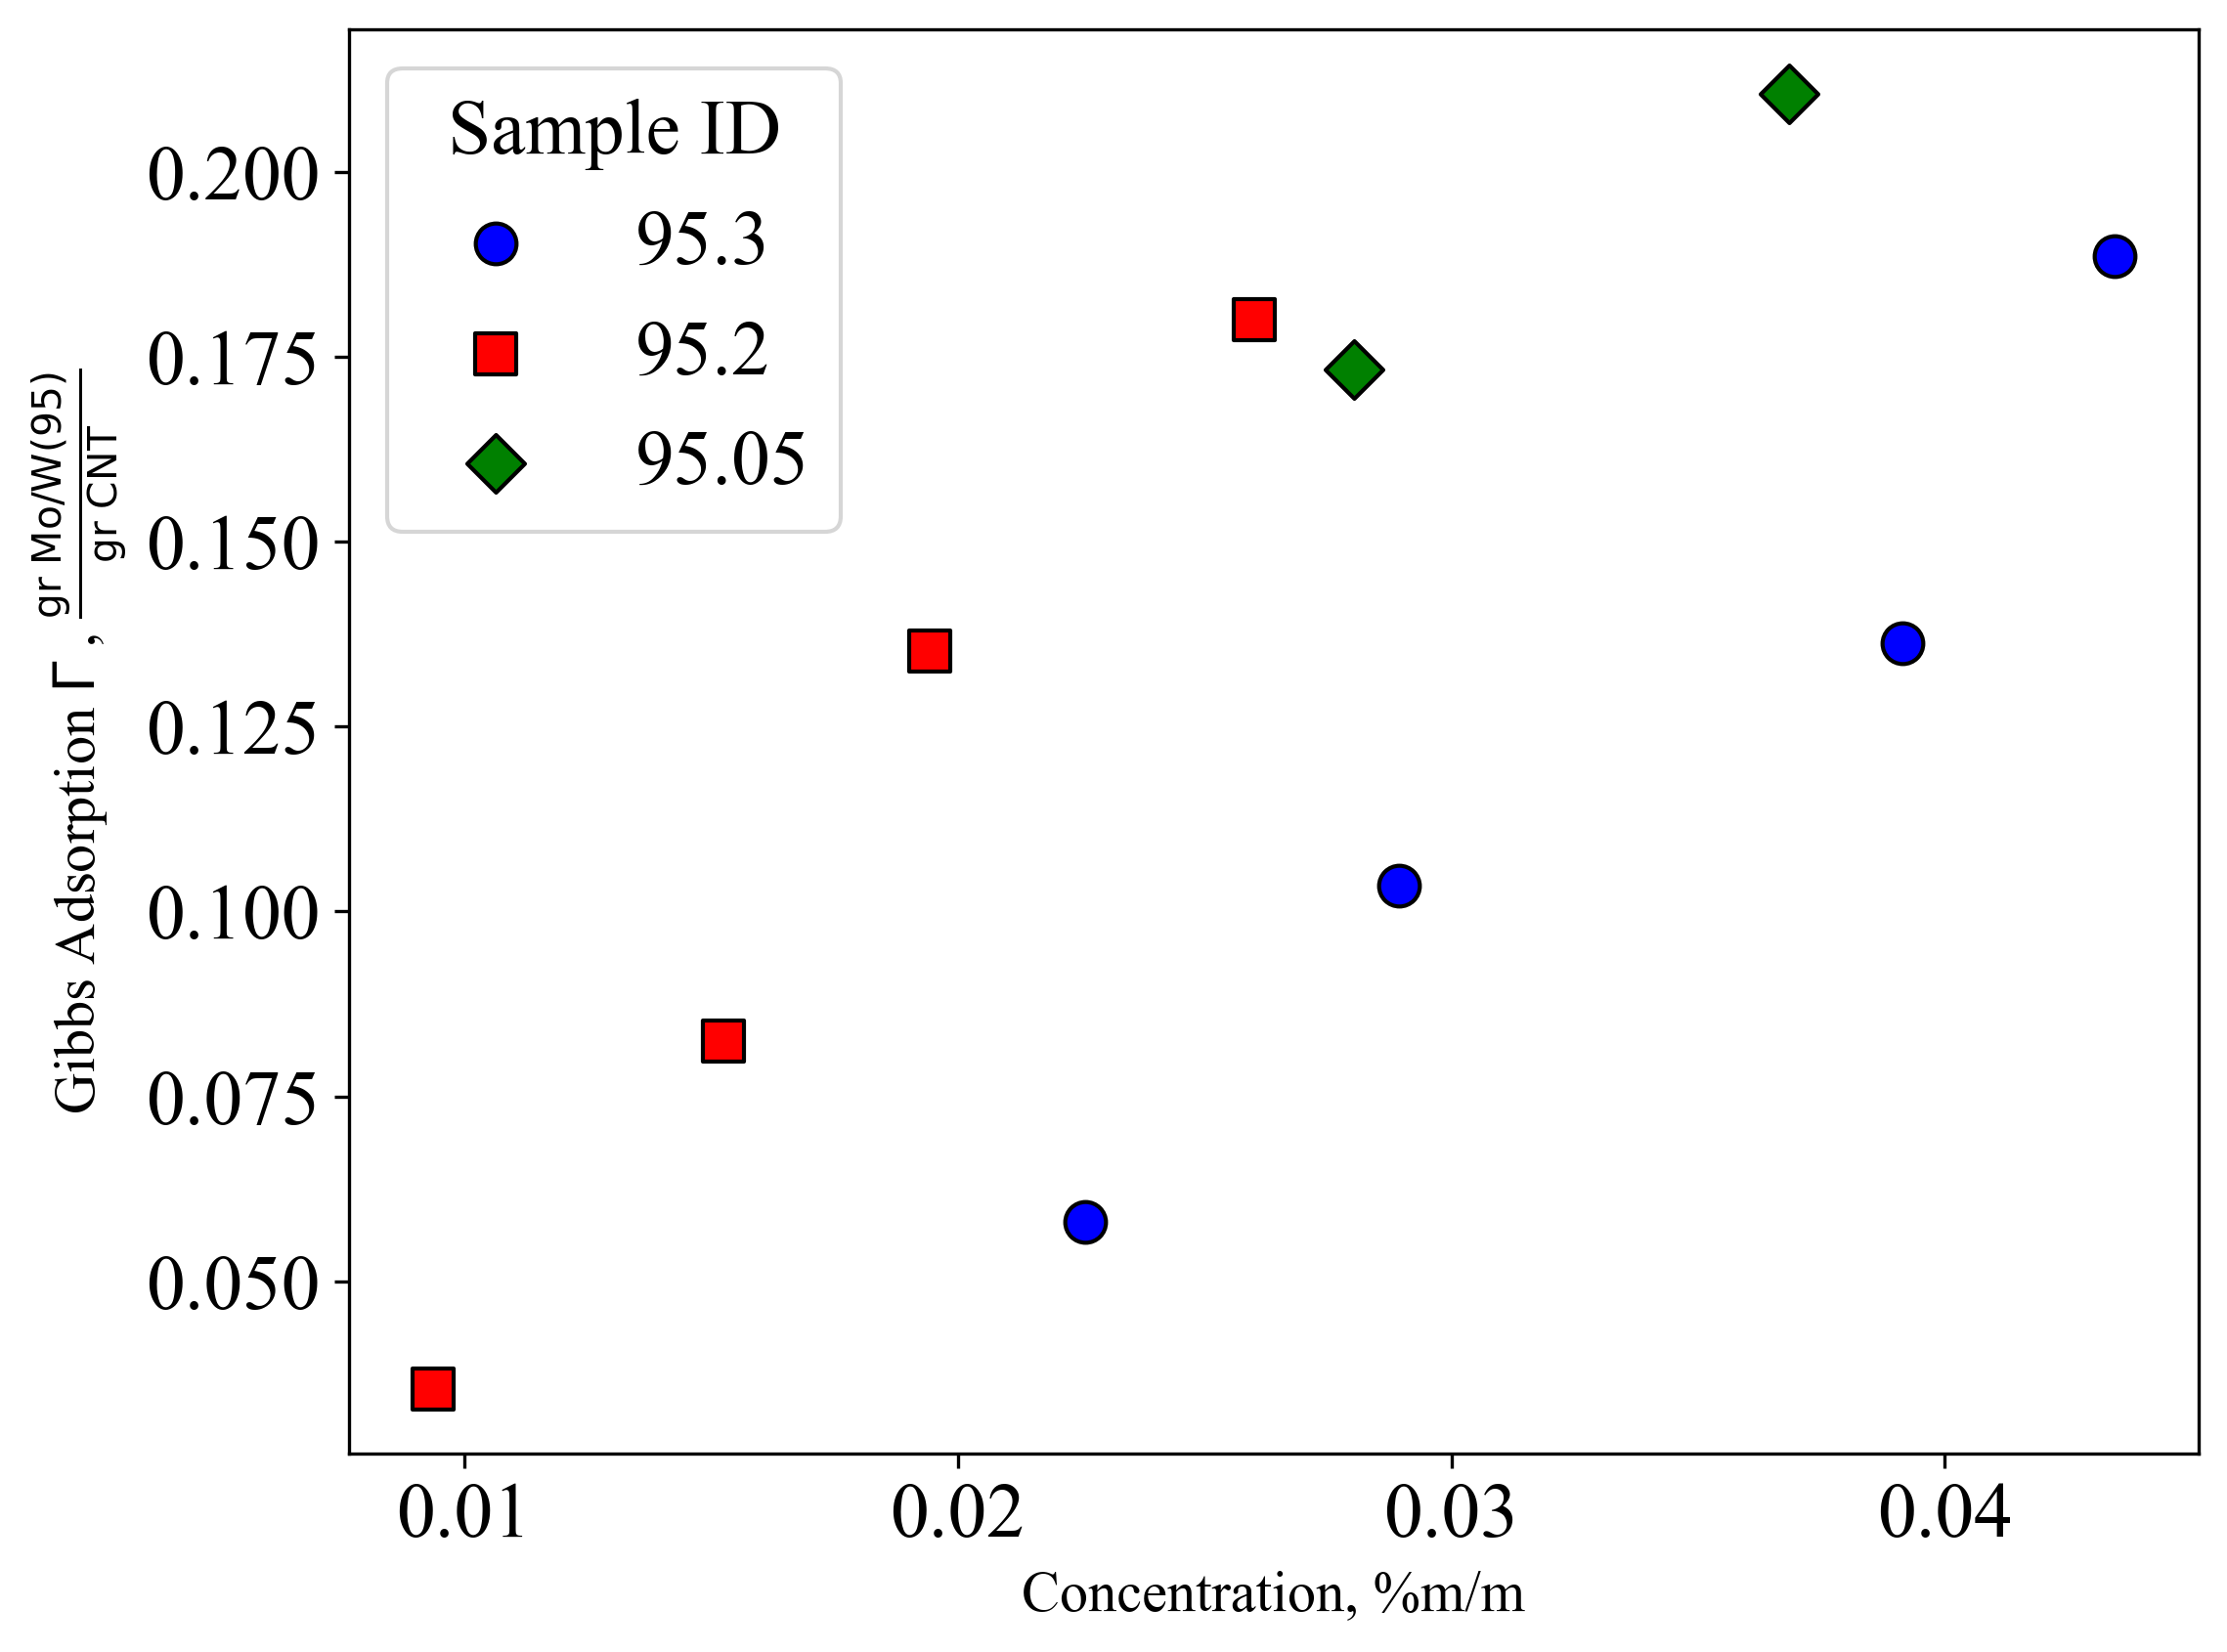 Sample ID
95.3
95.2
95.05
0.200
0.175
0.150
0.125
0.100
0.075
0.050
Gibbs Adsorption Γ , gr Mo/W(95)
gr CNT
0.01 0.02 0.03 0.04
Concentration, %m/m